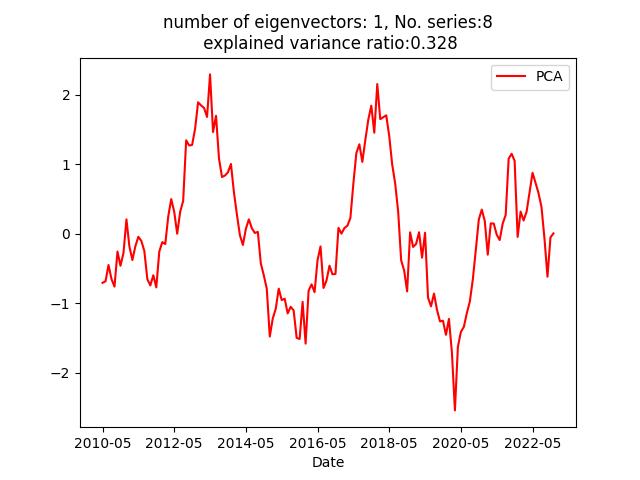 number of eigenvectors: 1, No. series:8
explained variance ratio:0.328
PCA
2
1
0
−1
−2
2010-05 2012-05 2014-05 2016-05 2018-05 2020-05 2022-05
Date